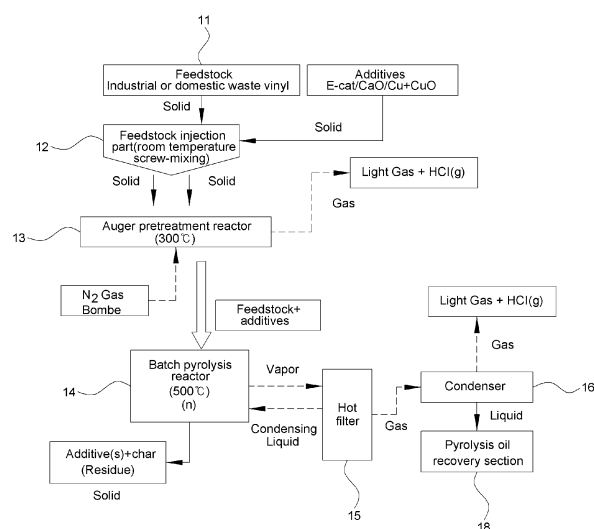 11
Feedstock
Industrial or domestic waste vinyl
Additives
E-cat/CaO/Cu+CuO
Solid
Solid
12
Feedstock injection
part(room temperature
screw-mixing)
Solid
Solid
Light Gas + HCl(g)
Gas
Auger pretreatment reactor
(300℃)
13
N2 Gas
Bombe
Feedstock+
additives
Light Gas + HCl(g)
Gas
14
Batch pyrolysis
reactor
(500℃)
(n)
Vapor
Condensing
Liquid
Hot
filter
Gas
Condenser
16
Liquid
Additive(s)+char
(Residue)
Solid
Pyrolysis oil
recovery section
15
18